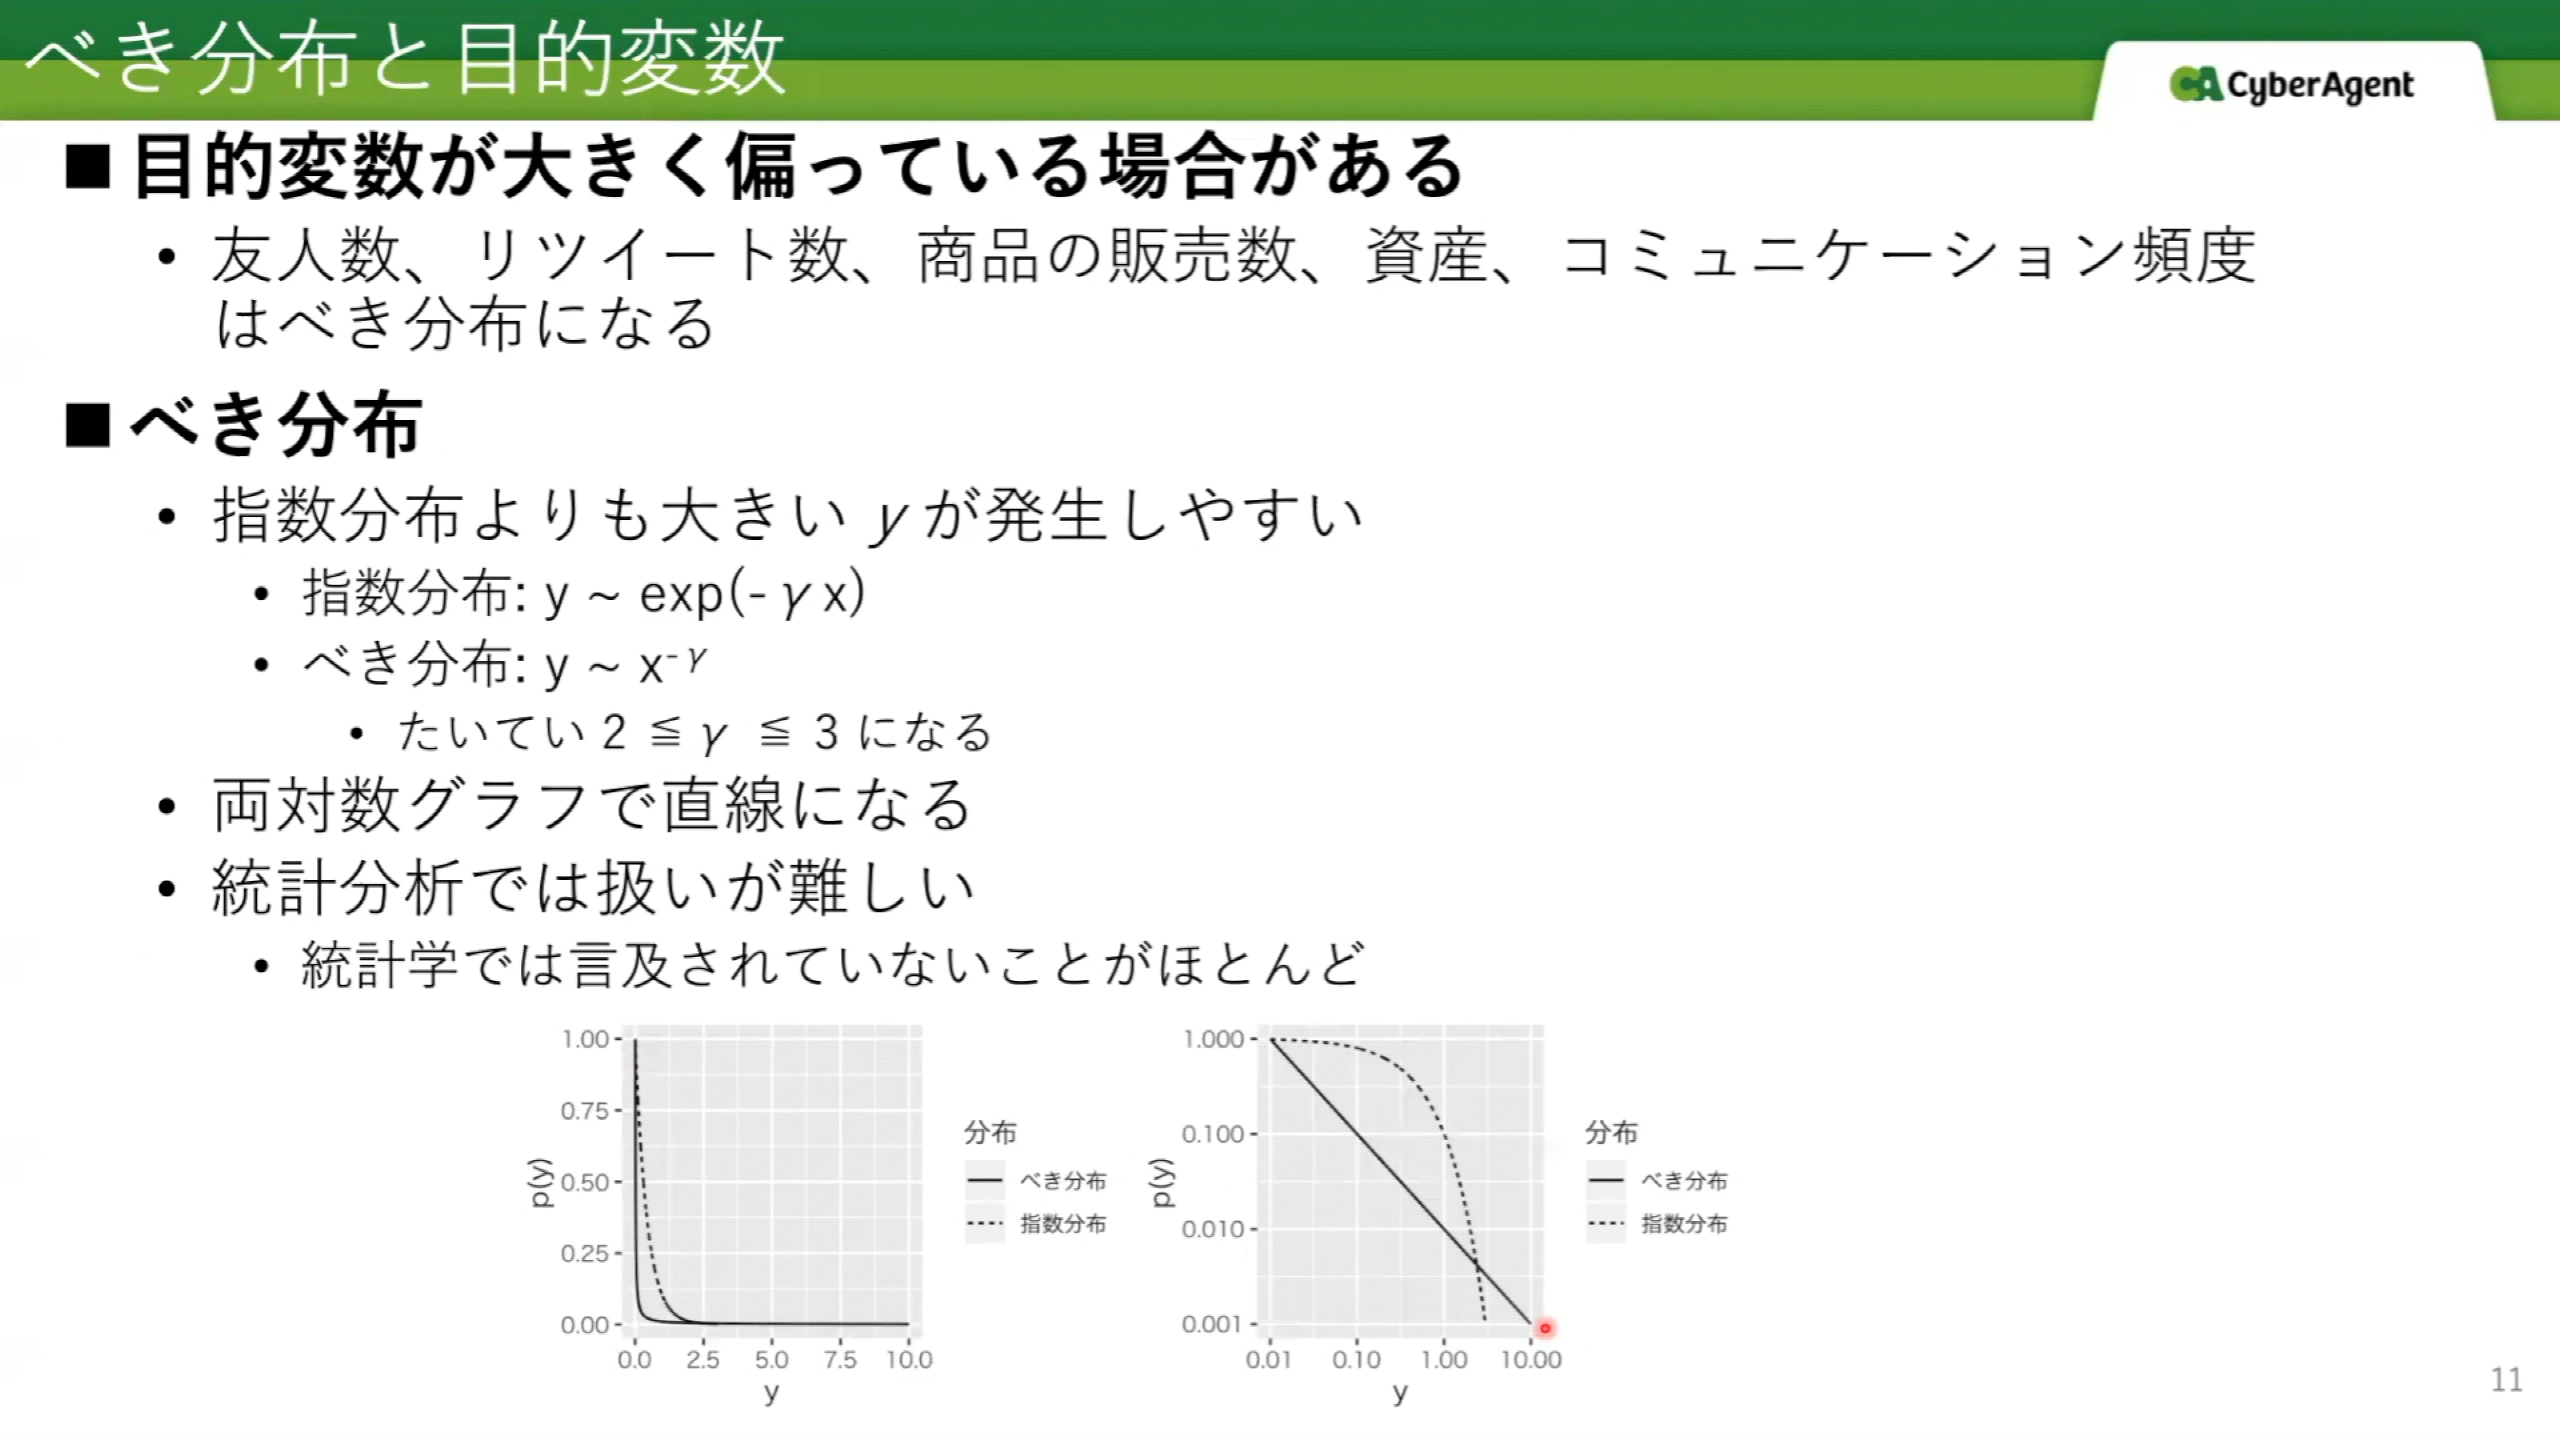 べき分布と目的変数
CA CyberAgent
■ 目的変数が大きく偏っている場合がある
• 友人数、リツイート数、商品の販売数、資産、コミュニケーション頻度
はべき分布になる
■ べき分布
• 指数分布よりも大きい y が発生しやすい
• 指数分布: y ~ exp(-γx)
• べき分布: y ~ x^-γ
• たいてい 2 ≦ γ ≦ 3 になる
• 両対数グラフで直線になる
• 統計分析では扱いが難しい
• 統計学では言及されていないことがほとんど
1.00
0.75
0.50
0.25
0.00
p(y)
0.0 2.5 5.0 7.5 10.0
y
分布
べき分布
指数分布
1.000
0.100
0.010
0.001
p(y)
0.01 0.10 1.00 10.00
y
分布
べき分布
指数分布
11